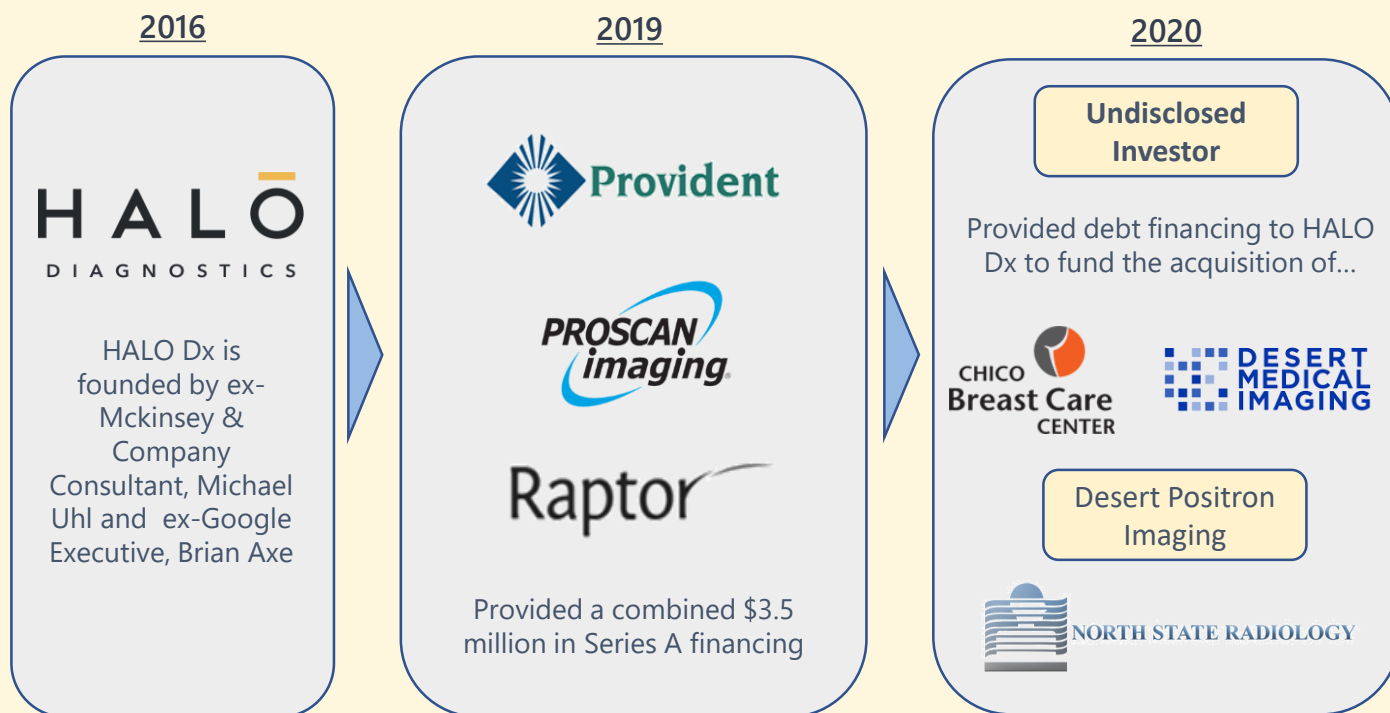 2016
HALŌ
DIAGNOSTICS
HALO Dx is
founded by ex-
Mckinsey &
Company
Consultant, Michael
Uhl and  ex-Google
Executive, Brian Axe
2019
Provident
PROSCAN
imaging®
Raptor
Provided a combined $3.5
million in Series A financing
2020
Undisclosed
Investor
Provided debt financing to HALO
Dx to fund the acquisition of...
CHICO
Breast Care
CENTER
DESERT
MEDICAL
IMAGING
Desert Positron
Imaging
NORTH STATE RADIOLOGY